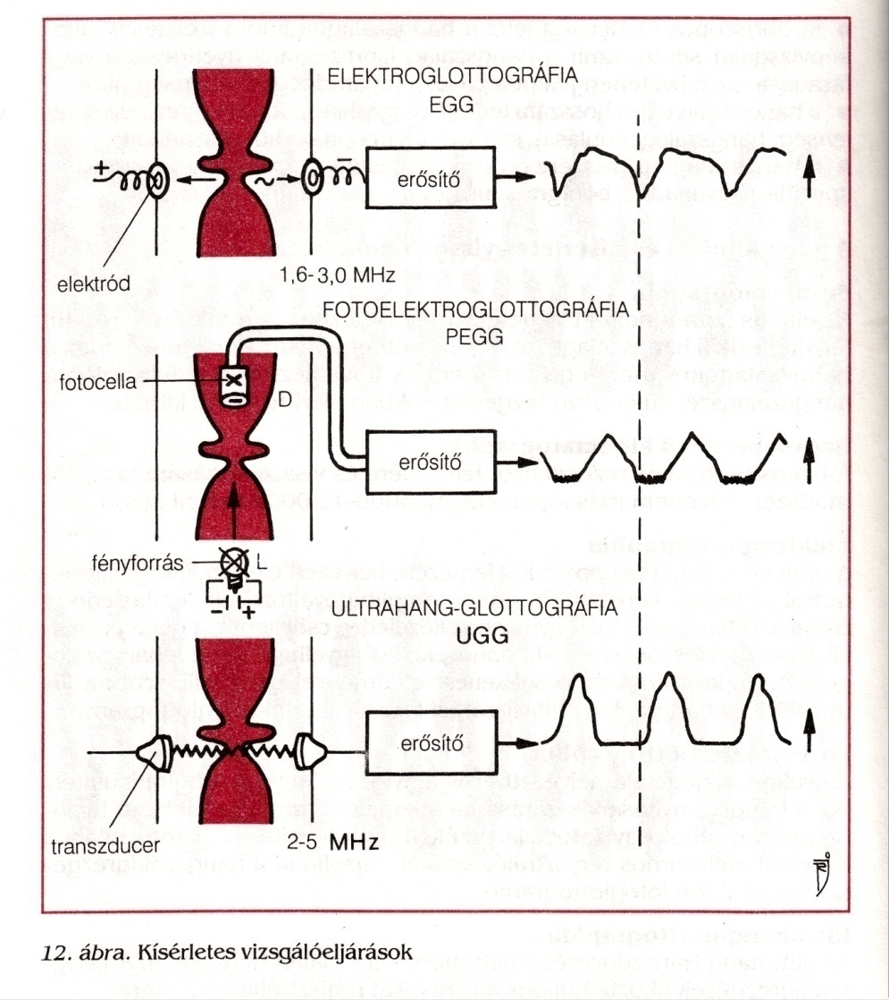 ELEKTROGLOTTOGRÁFIA
EGG
+
–
~
erősítő
elektród
1,6-3,0 MHz
FOTOELEKTROGLOTTOGRÁFIA
PEGG
fotocella
D
erősítő
fényforrás
L
+
ULTRAHANG-GLOTTOGRÁFIA
UGG
erősítő
transzducer
2-5 MHz
12. ábra. Kísérletes vizsgálóeljárások